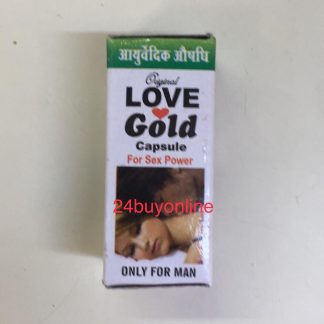 आयुर्वेदिक औषधि
Original
LOVE
Gold
Capsule
For Sex Power
24buyonline
ONLY FOR MAN